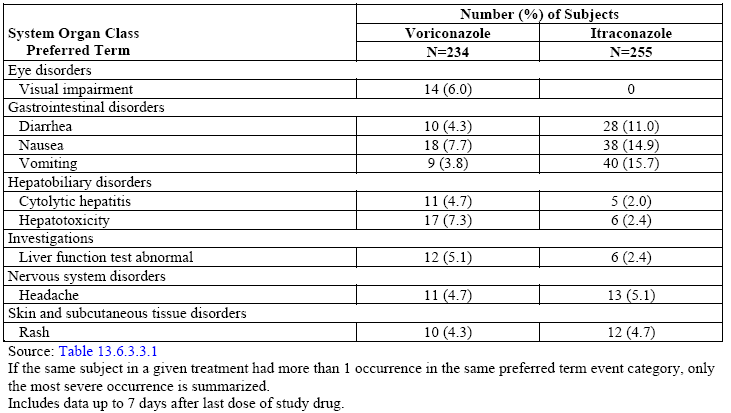 Number (%) of Subjects
System Organ Class Voriconazole Itraconazole
Preferred Term N=234 N=255
Eye disorders
Visual impairment 14 (6.0) 0
Gastrointestinal disorders
Diarrhea 10 (4.3) 28 (11.0)
Nausea 18 (7.7) 38 (14.9)
Vomiting 9 (3.8) 40 (15.7)
Hepatobiliary disorders
Cytolytic hepatitis 11 (4.7) 5 (2.0)
Hepatotoxicity 17 (7.3) 6 (2.4)
Investigations
Liver function test abnormal 12 (5.1) 6 (2.4)
Nervous system disorders
Headache 11 (4.7) 13 (5.1)
Skin and subcutaneous tissue disorders
Rash 10 (4.3) 12 (4.7)
Source: Table 13.6.3.3.1
If the same subject in a given treatment had more than 1 occurrence in the same preferred term event category, only
the most severe occurrence is summarized.
Includes data up to 7 days after last dose of study drug.